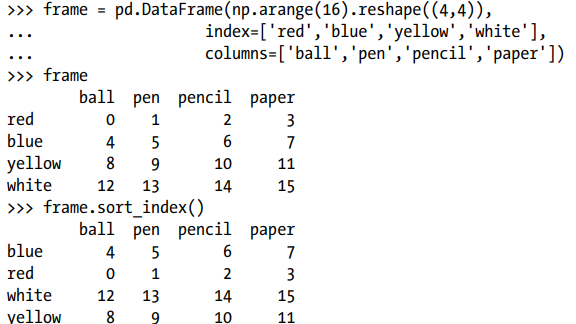 >>> frame = pd.DataFrame(np.arange(16).reshape((4,4)),
...                   index=['red','blue','yellow','white'],
...                   columns=['ball','pen','pencil','paper'])
>>> frame
        ball  pen  pencil  paper
red        0    1       2      3
blue       4    5       6      7
yellow     8    9      10     11
white     12   13      14     15
>>> frame.sort_index()
        ball  pen  pencil  paper
blue       4    5       6      7
red        0    1       2      3
white     12   13      14     15
yellow     8    9      10     11